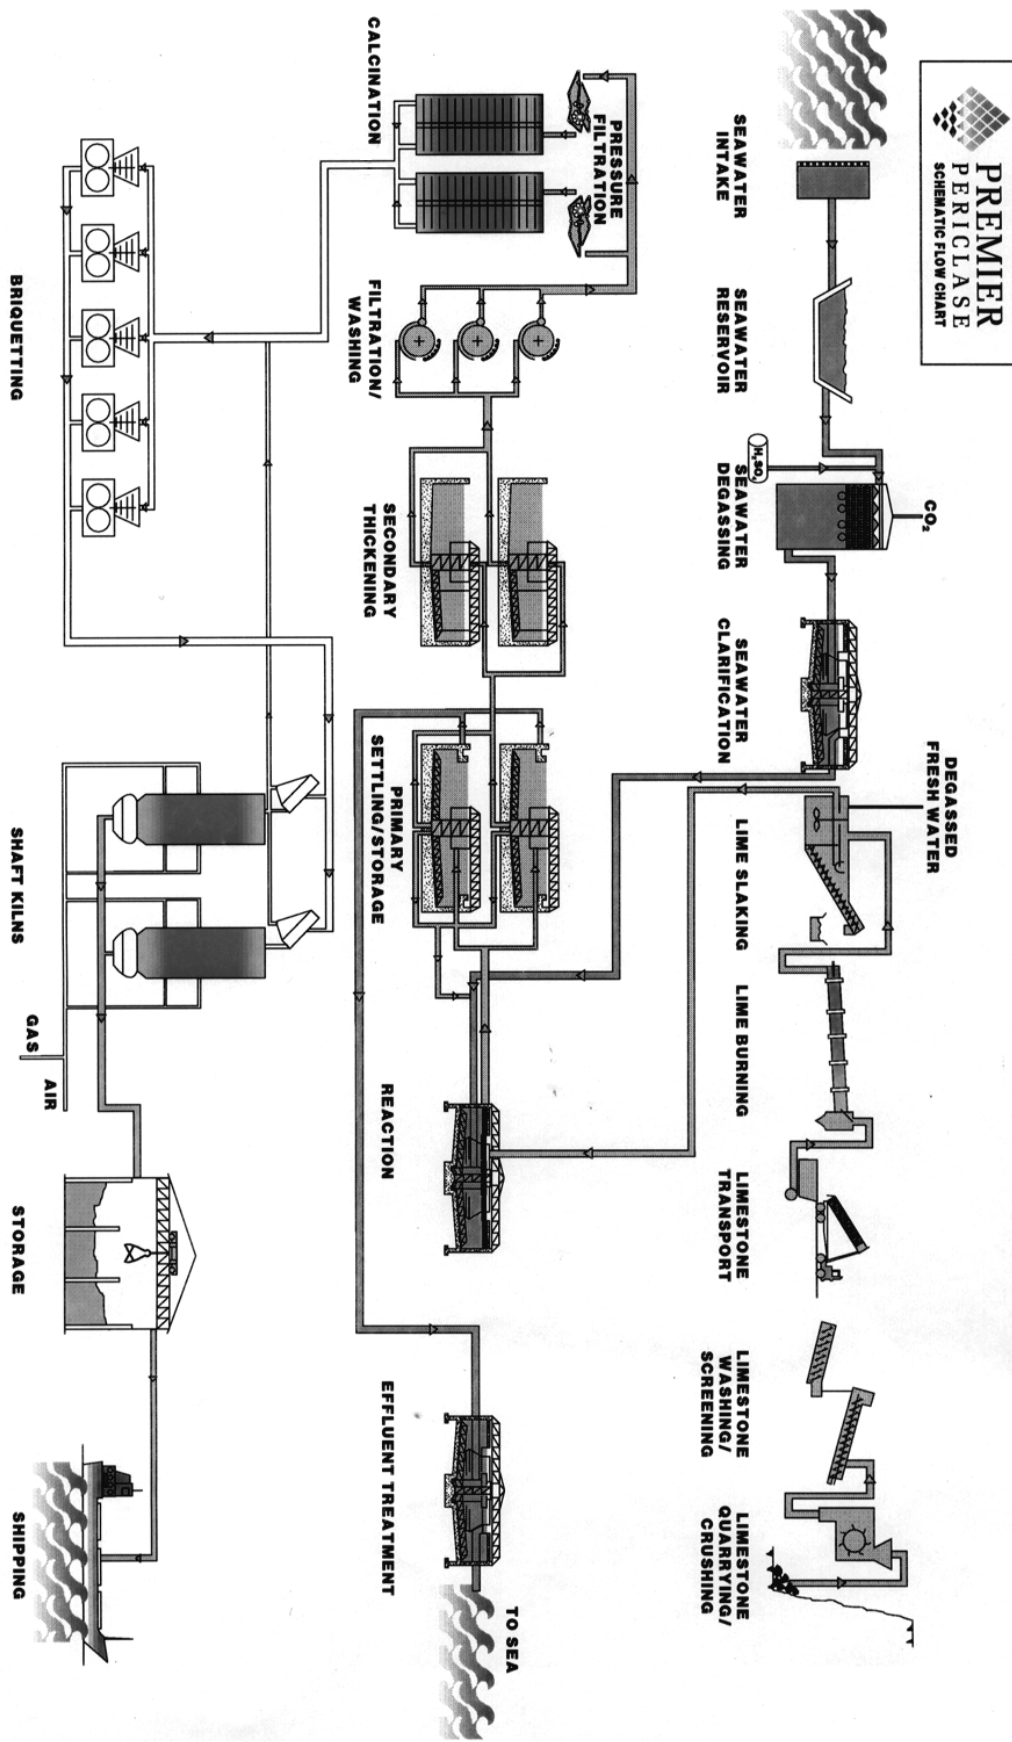 PREMIER
PERICLASE
SCHEMATIC FLOW CHART
SEAWATER
INTAKE
SEAWATER
RESERVOIR
H₂SO₄
SEAWATER
DEGASSING
CO₂
SEAWATER
CLARIFICATION
DEGASSED
FRESH WATER
LIME SLAKING
LIME BURNING
LIMESTONE
TRANSPORT
LIMESTONE
WASHING/
SCREENING
LIMESTONE
QUARRYING/
CRUSHING
CALCINATION
PRESSURE
FILTRATION
FILTRATION/
WASHING
SECONDARY
THICKENING
PRIMARY
SETTLING/STORAGE
REACTION
EFFLUENT TREATMENT
TO SEA
BRIQUETTING
SHAFT KILNS
GAS
AIR
STORAGE
SHIPPING